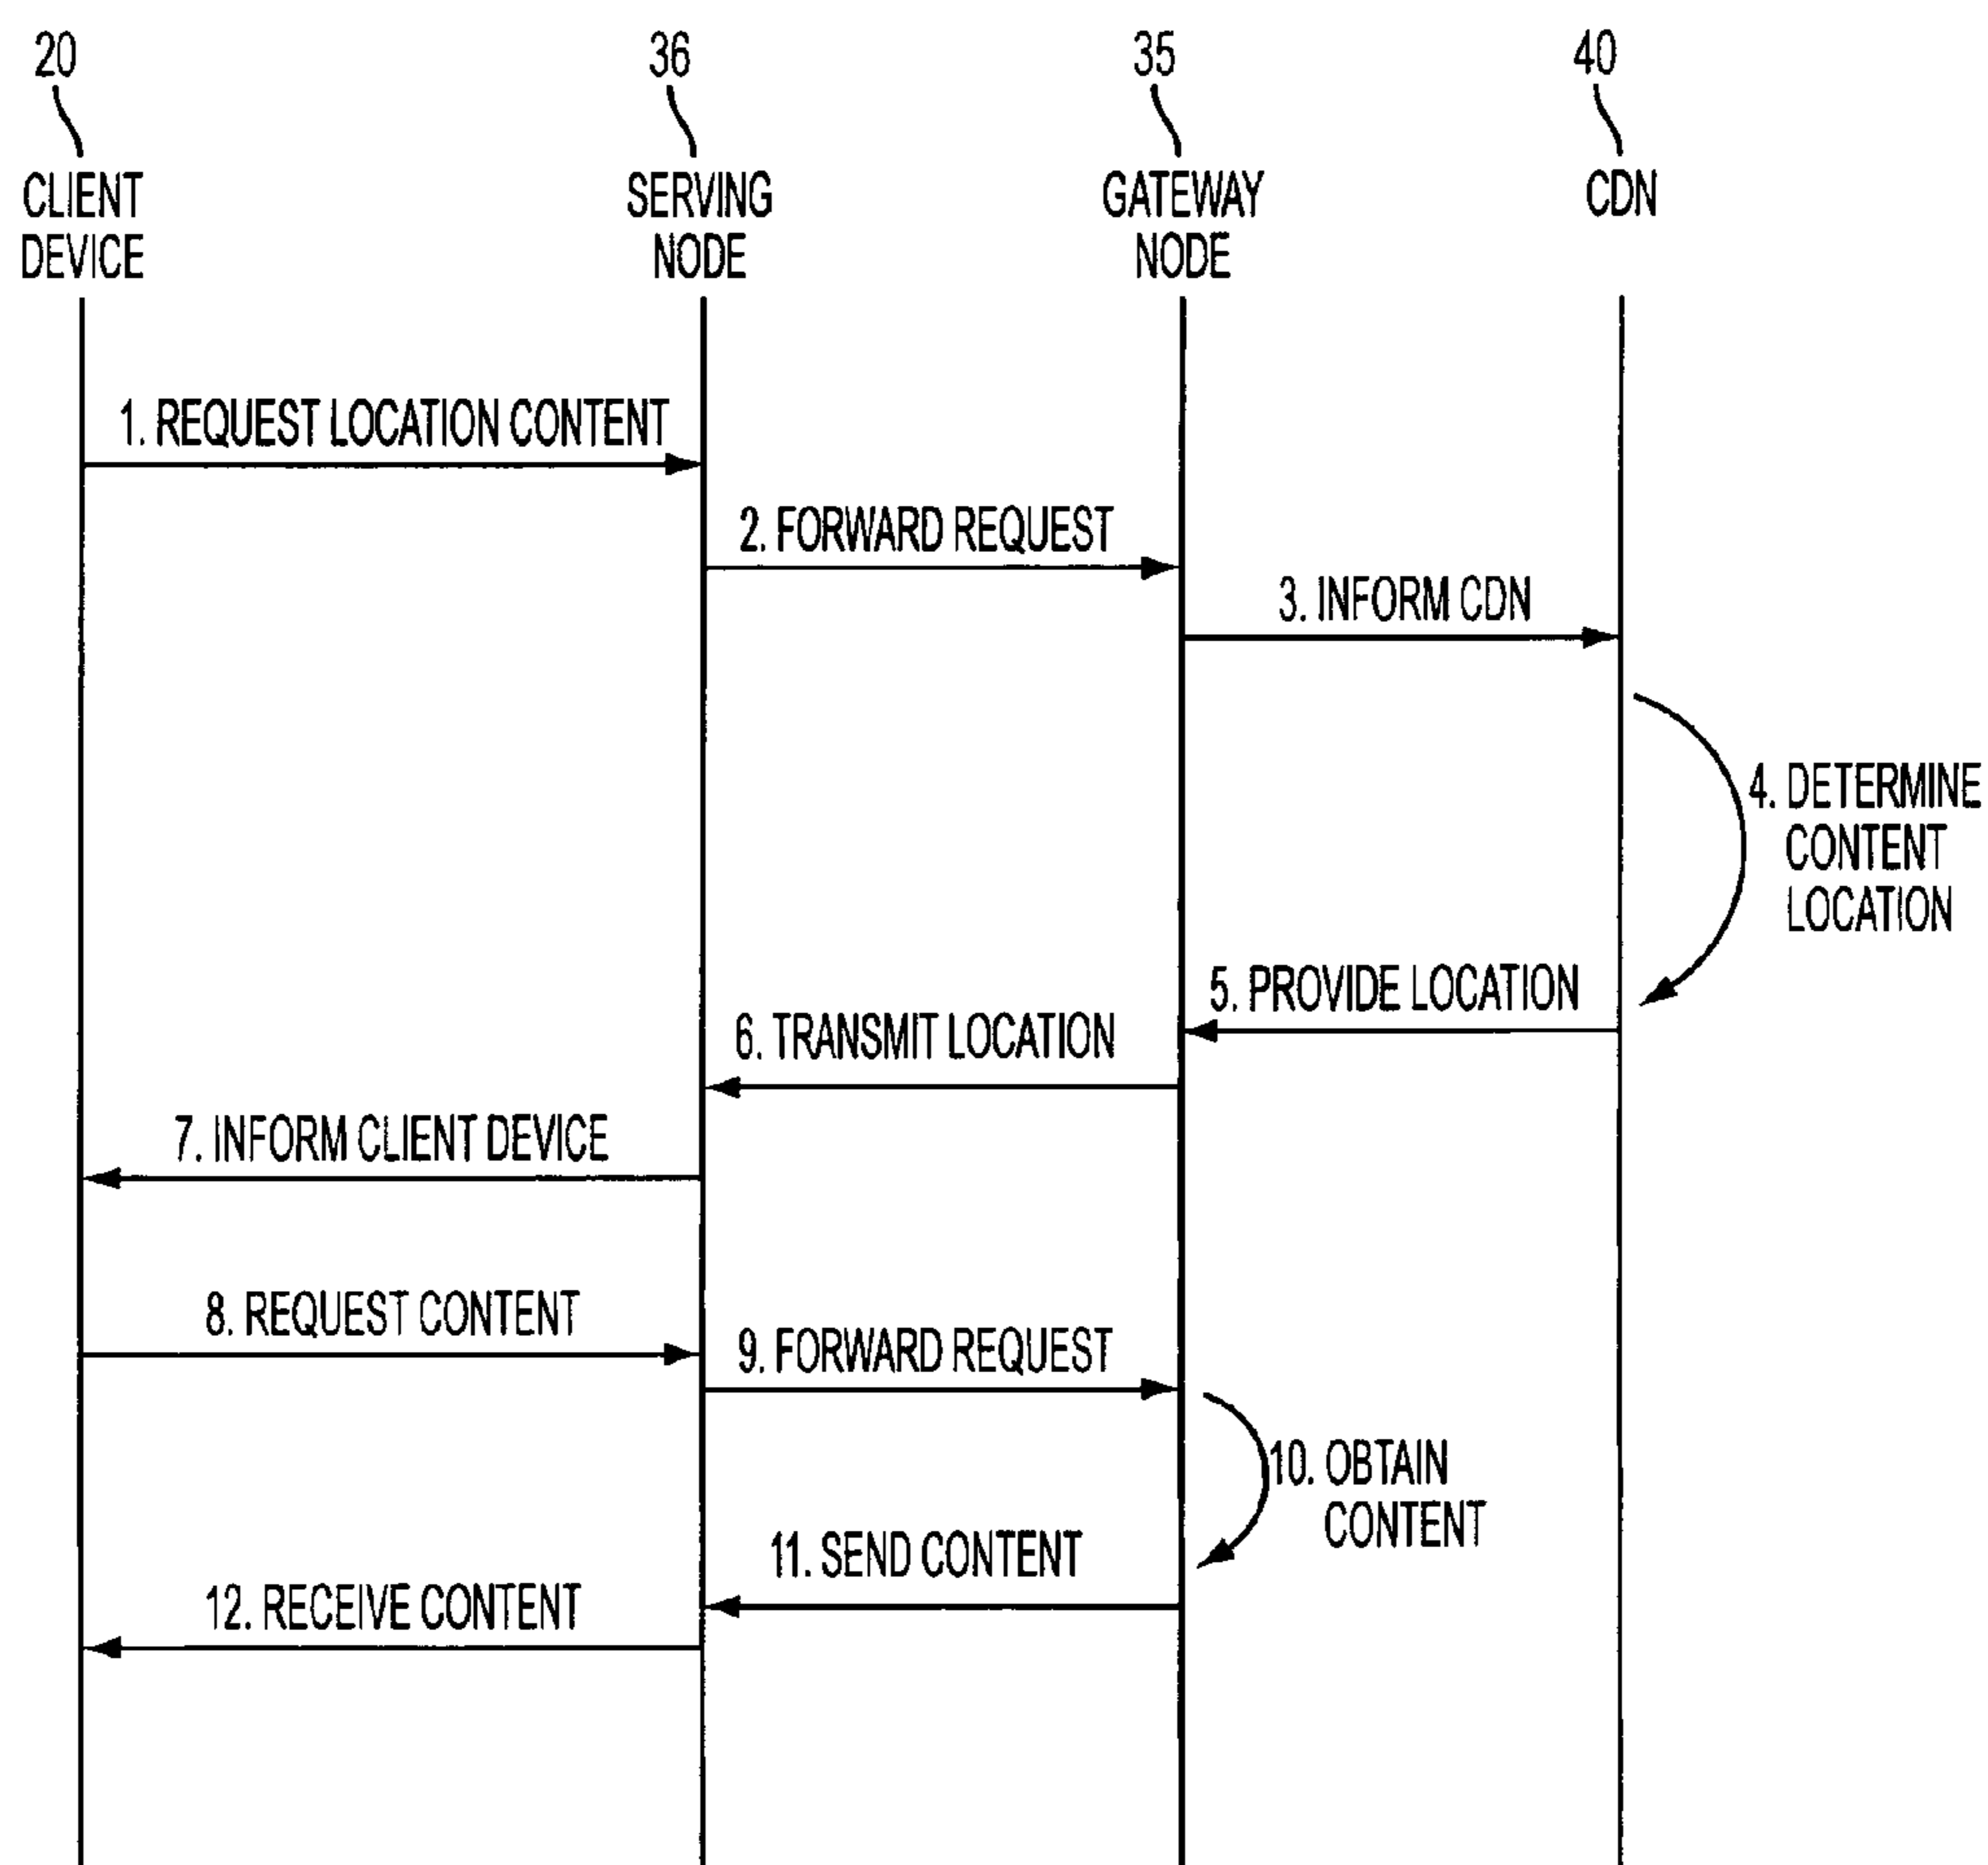 20
36
35
40
CLIENT
DEVICE
SERVING
NODE
GATEWAY
NODE
CDN
1. REQUEST LOCATION CONTENT
2. FORWARD REQUEST
3. INFORM CDN
4. DETERMINE
CONTENT
LOCATION
5. PROVIDE LOCATION
6. TRANSMIT LOCATION
7. INFORM CLIENT DEVICE
8. REQUEST CONTENT
9. FORWARD REQUEST
10. OBTAIN
CONTENT
11. SEND CONTENT
12. RECEIVE CONTENT